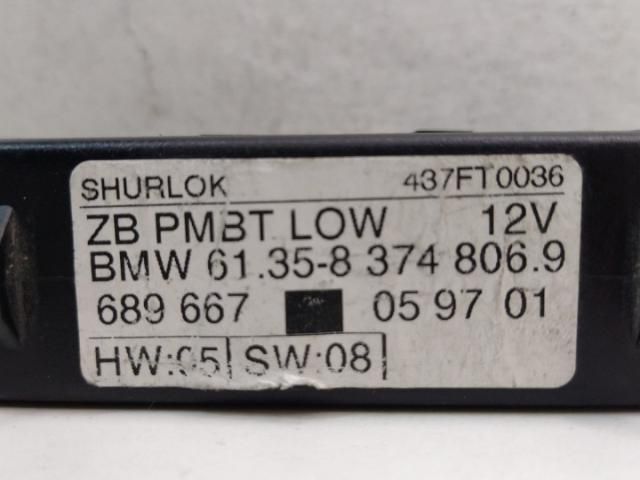 SHURLOK 437FT0036
ZB PMBT LOW 12V
BMW 61.35-8 374 806.9
689 667 05 97 01
HW:05 SW:08